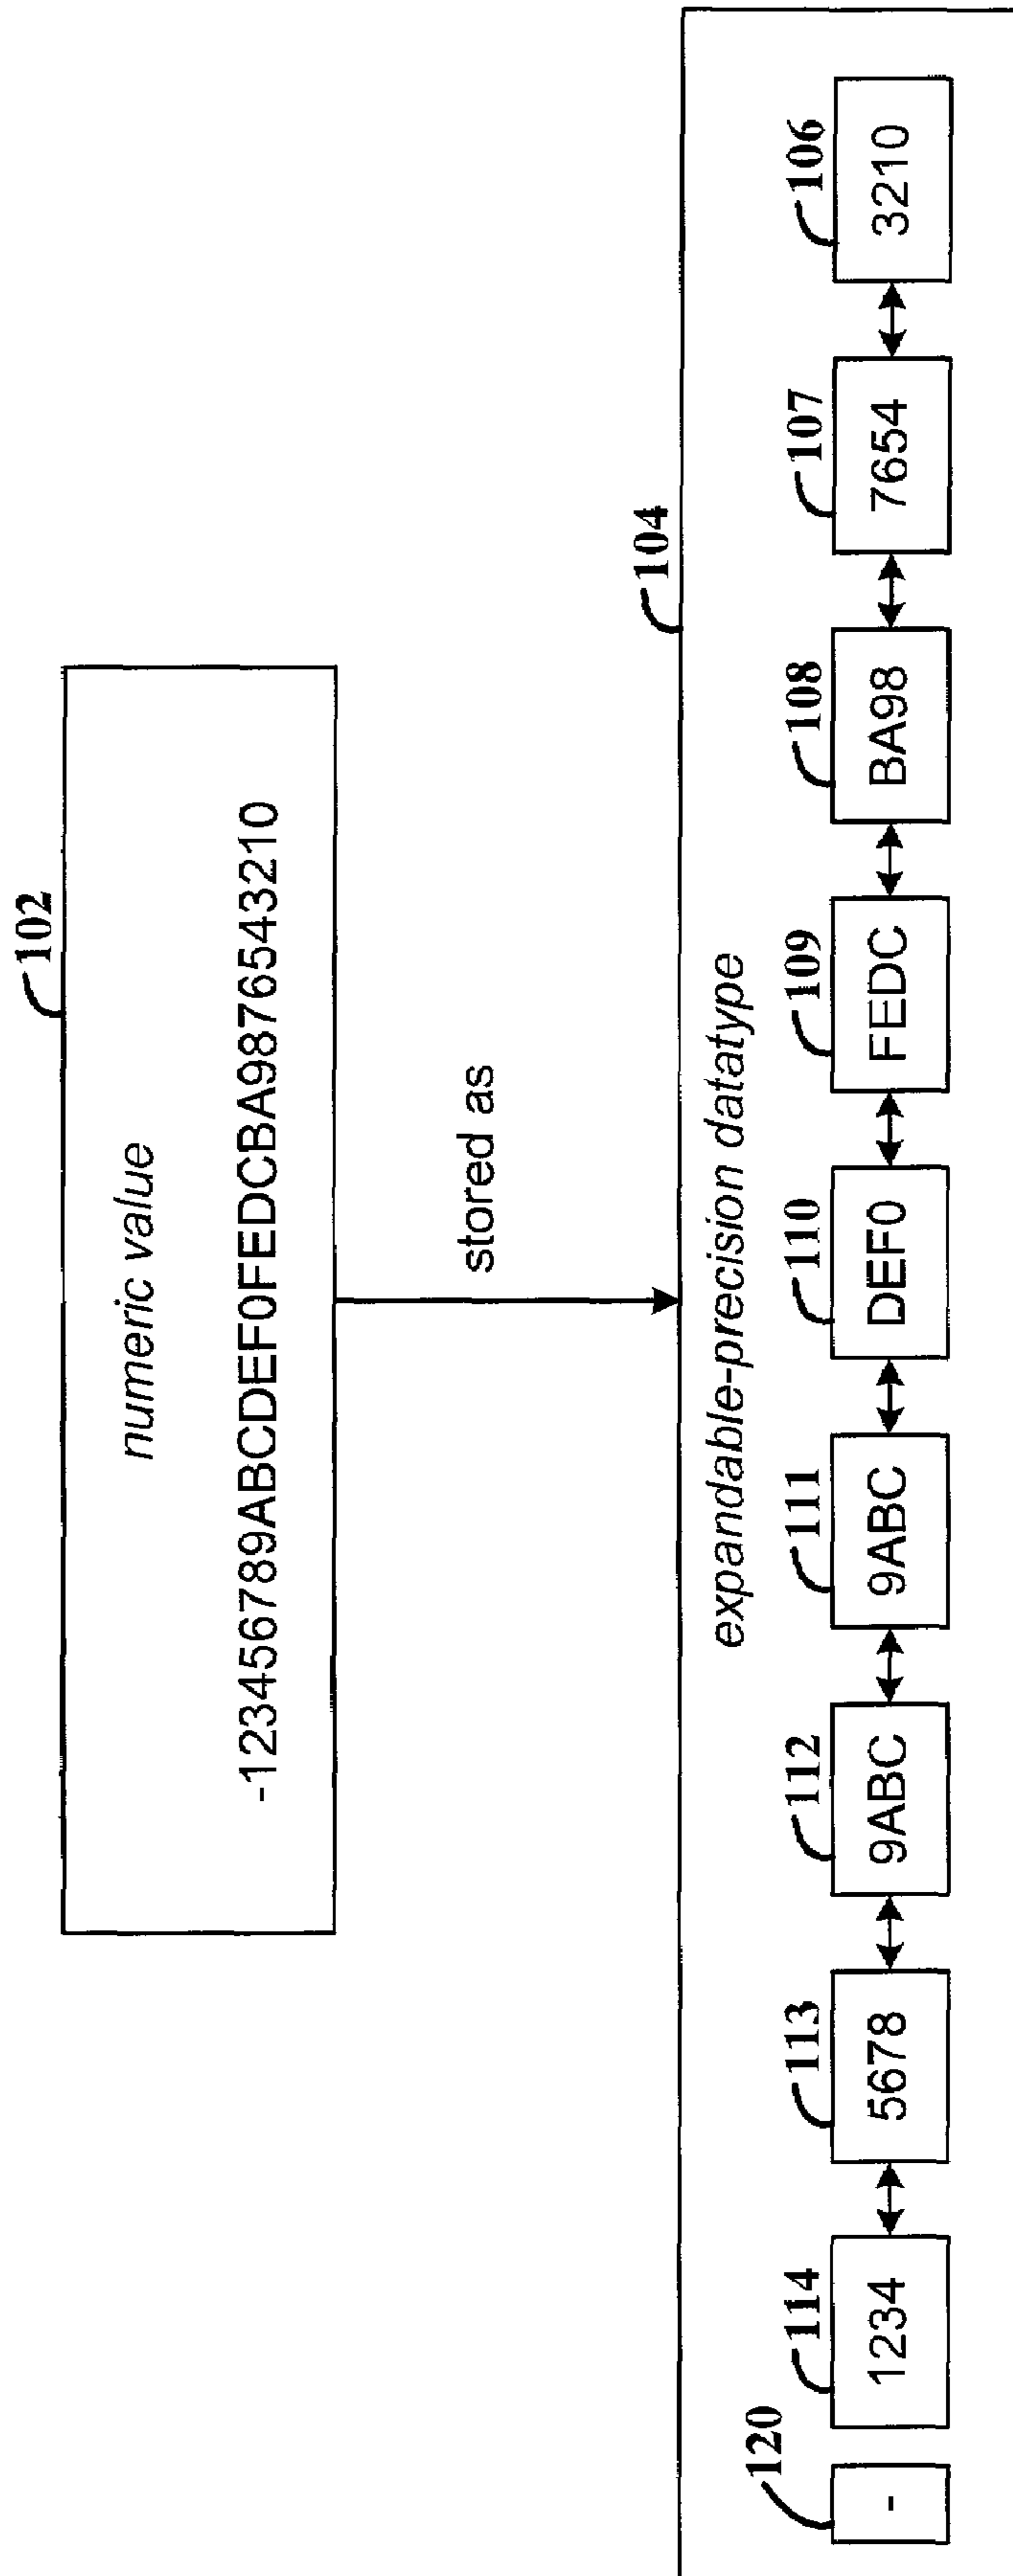 102
numeric value
-123456789ABCDEF0FEDCBA9876543210
stored as
104
expandable-precision datatype
120
-
114
1234
113
5678
112
9ABC
111
9ABC
110
DEF0
109
FEDC
108
BA98
107
7654
106
3210